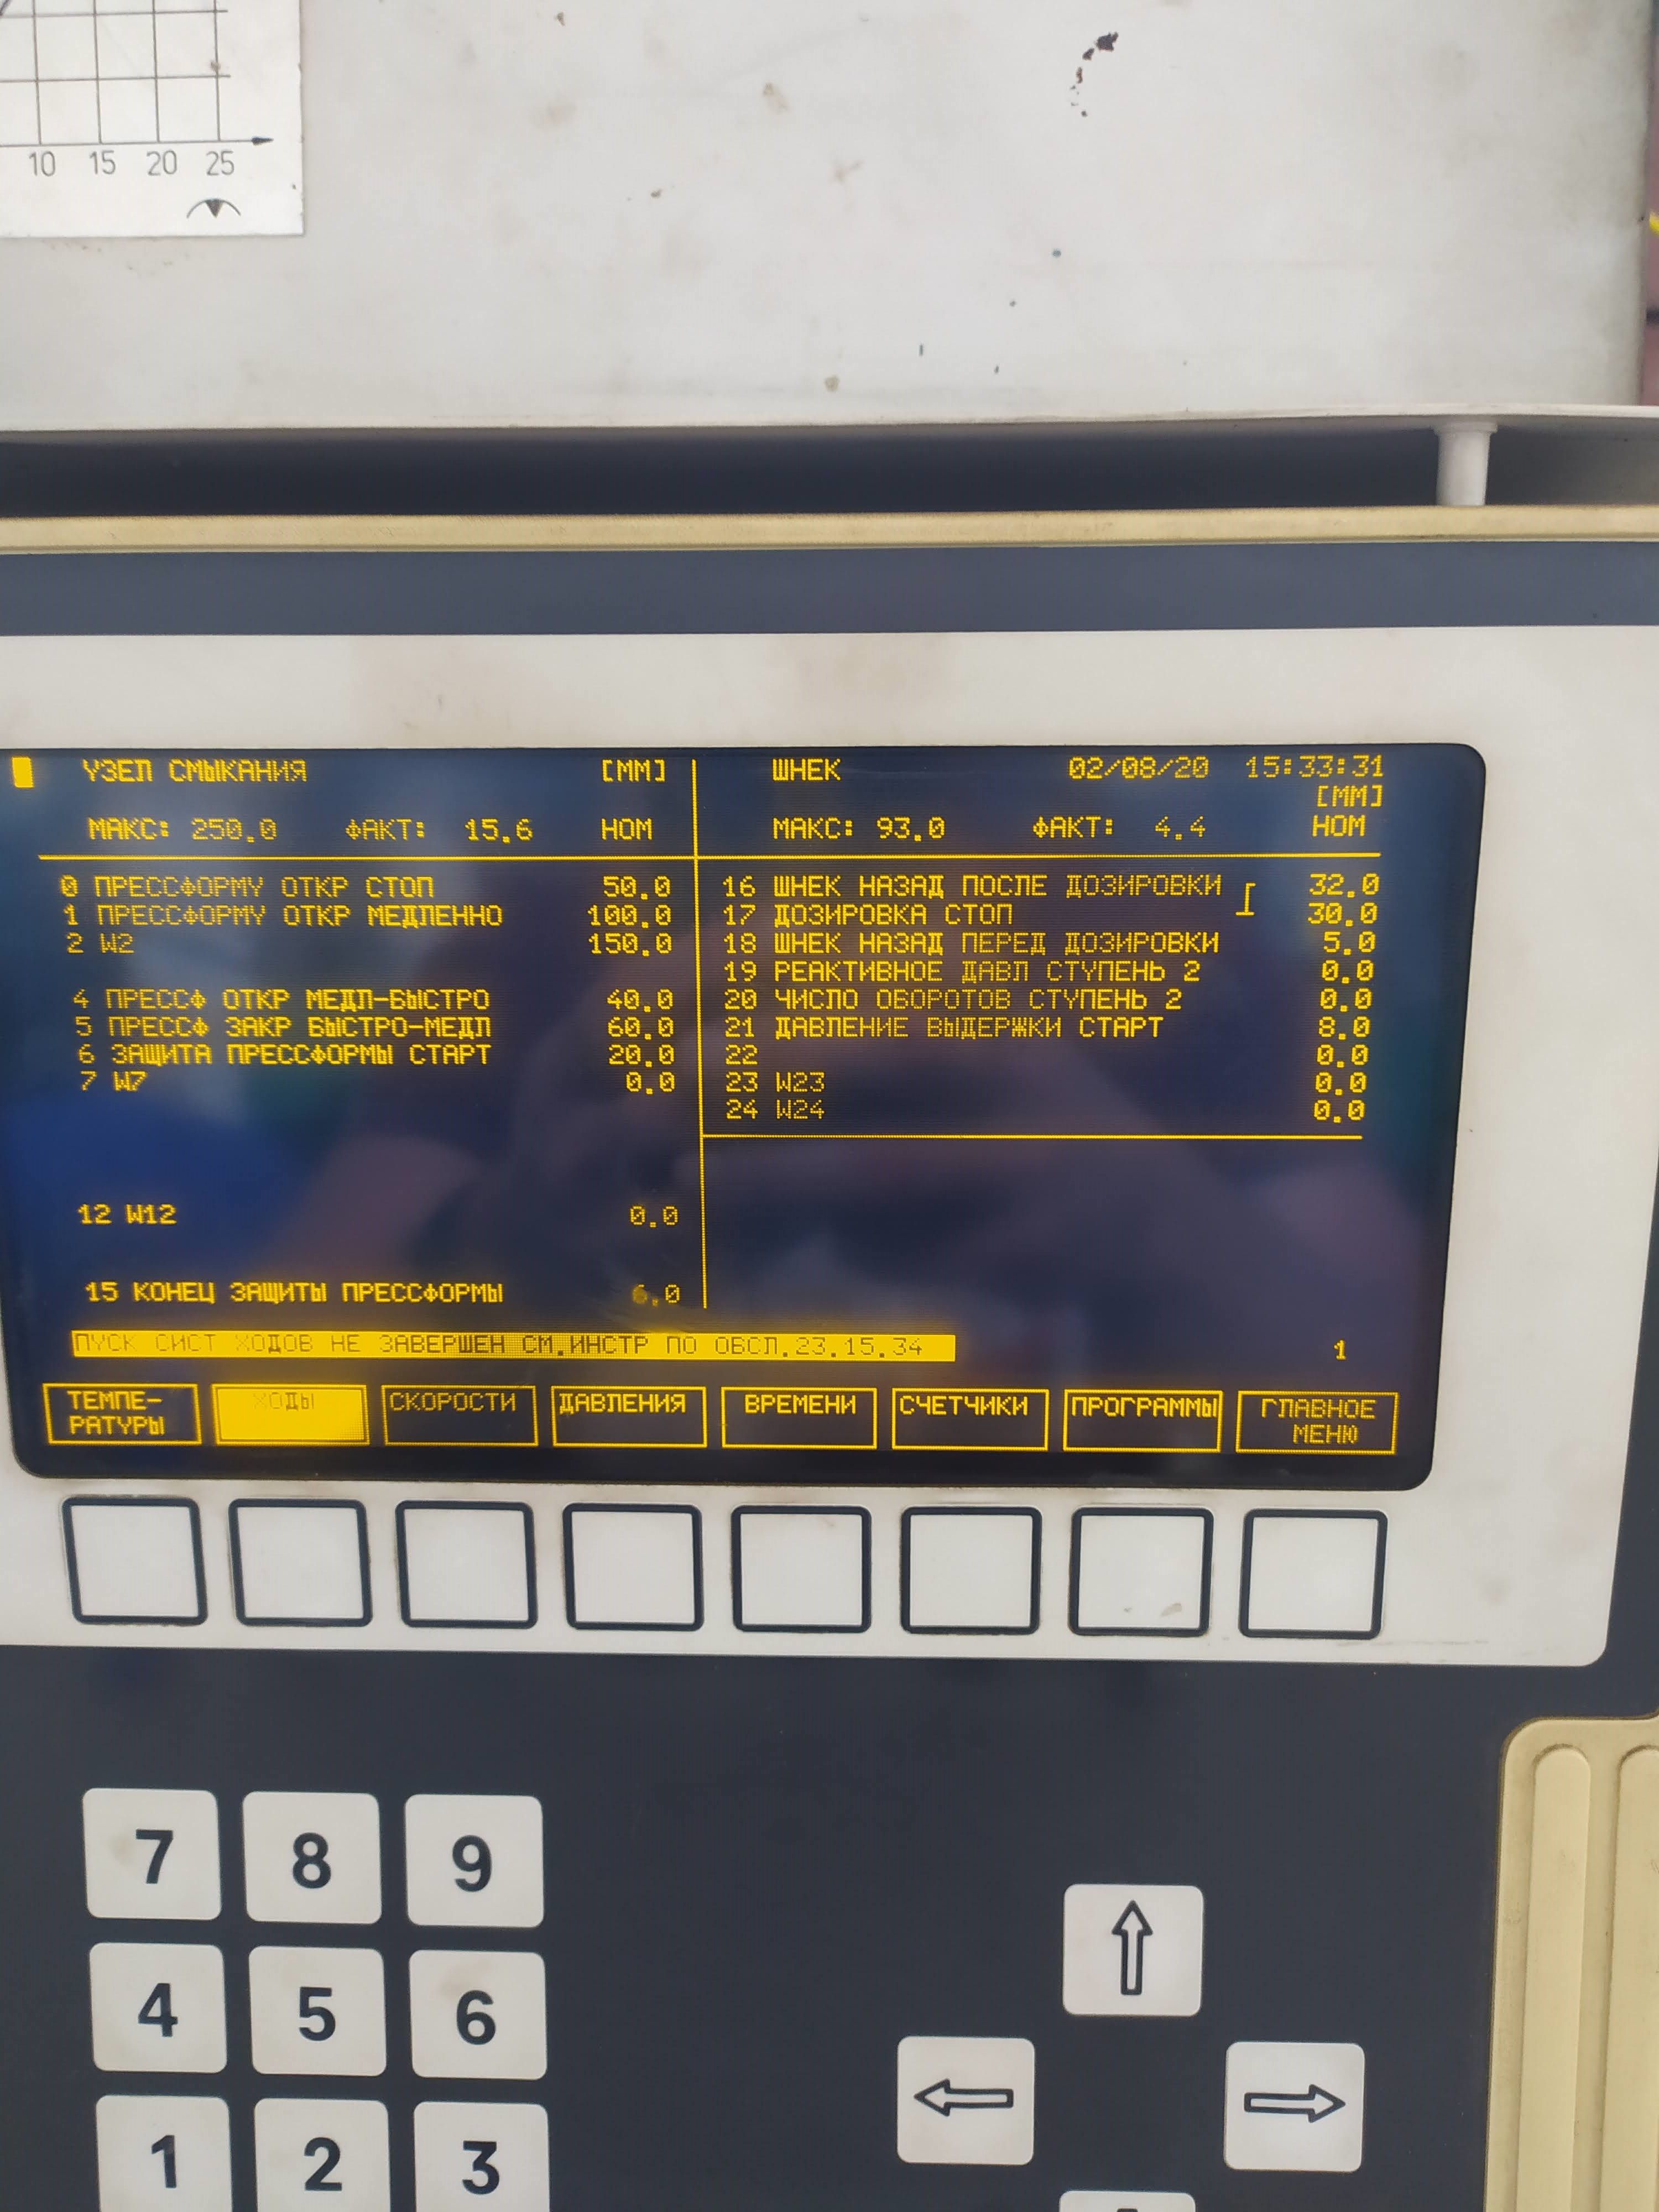 10 15 20 25
УЗЕЛ СМЫКАНИЯ [ММ]
МАКС: 250.0 ФАКТ: 15.6 НОМ
0 ПРЕССФОРМУ ОТКР СТОП 50.0
1 ПРЕССФОРМУ ОТКР МЕДЛЕННО 100.0
2 W2 150.0
4 ПРЕССФ ОТКР МЕДЛ-БЫСТРО 40.0
5 ПРЕССФ ЗАКР БЫСТРО-МЕДЛ 60.0
6 ЗАЩИТА ПРЕССФОРМЫ СТАРТ 20.0
7 W7 0.0
12 W12 0.0
15 КОНЕЦ ЗАЩИТЫ ПРЕССФОРМЫ 6.0
ШНЕК 02/08/20 15:33:31
[ММ]
МАКС: 93.0 ФАКТ: 4.4 НОМ
16 ШНЕК НАЗАД ПОСЛЕ ДОЗИРОВКИ 32.0
17 ДОЗИРОВКА СТОП 30.0
18 ШНЕК НАЗАД ПЕРЕД ДОЗИРОВКИ 5.0
19 РЕАКТИВНОЕ ДАВЛ СТУПЕНЬ 2 0.0
20 ЧИСЛО ОБОРОТОВ СТУПЕНЬ 2 0.0
21 ДАВЛЕНИЕ ВЫДЕРЖКИ СТАРТ 8.0
22 0.0
23 W23 0.0
24 W24 0.0
ПУСК СИСТ ХОДОВ НЕ ЗАВЕРШЕН СМ.ИНСТР ПО ОБСЛ.23.15.34 1
ТЕМПЕ-
РАТУРЫ
ХОДЫ
СКОРОСТИ
ДАВЛЕНИЯ
ВРЕМЕНИ
СЧЕТЧИКИ
ПРОГРАММЫ
ГЛАВНОЕ
МЕНЮ
7 8 9
4 5 6
1 2 3